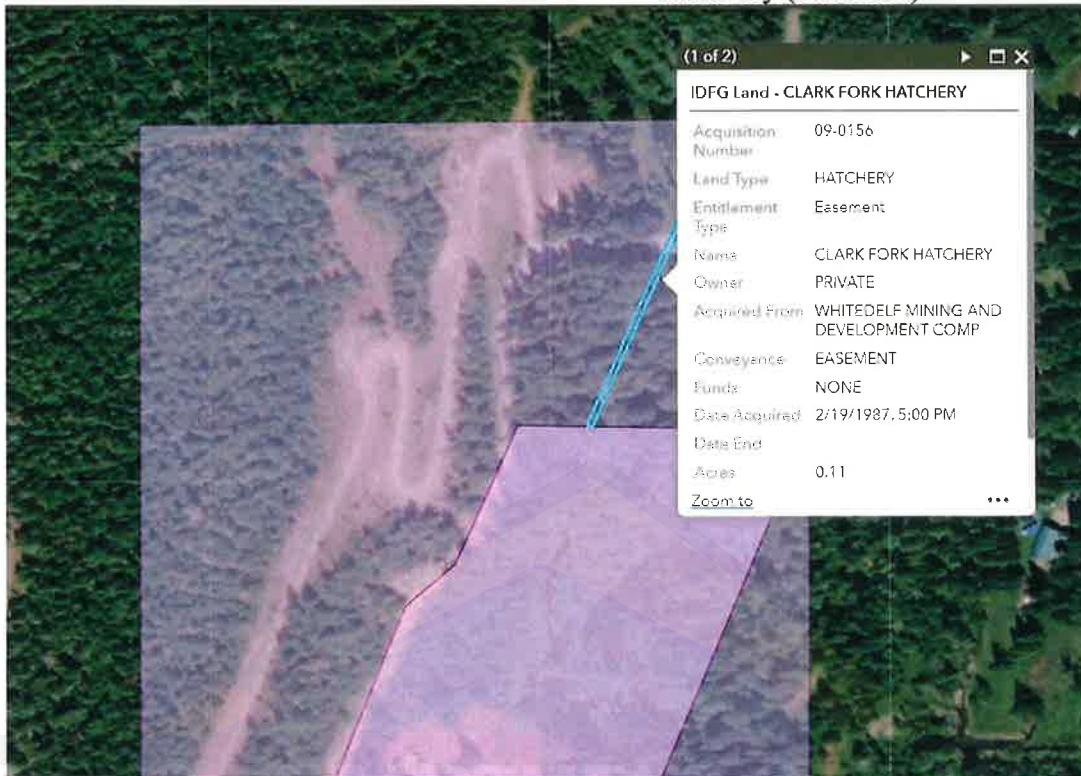 (1 of 2)
IDFG Land - CLARK FORK HATCHERY
Acquisition 09-0156
Number
Land Type HATCHERY
Entitlement Easement
Type
Name CLARK FORK HATCHERY
Owner PRIVATE
Acquired From WHITEDELF MINING AND
DEVELOPMENT COMP
Conveyance EASEMENT
Funds NONE
Date Acquired 2/19/1987, 5:00 PM
Date End
Acres 0.11
Zoom to